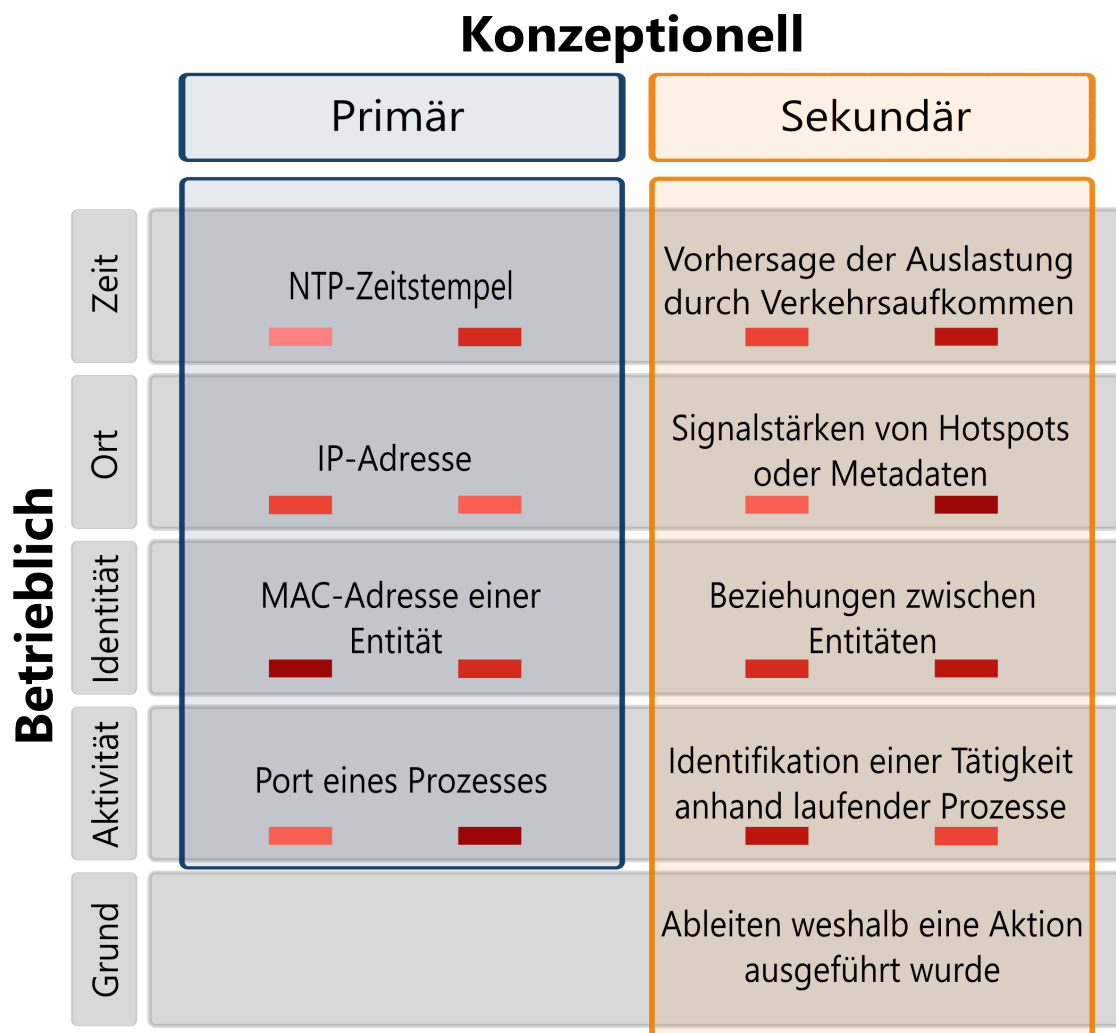 Konzeptionell
Primär
Sekundär
Betrieblich
Zeit
NTP-Zeitstempel
Vorhersage der Auslastung
durch Verkehrsaufkommen
Ort
IP-Adresse
Signalstärken von Hotspots
oder Metadaten
Identität
MAC-Adresse einer
Entität
Beziehungen zwischen
Entitäten
Aktivität
Port eines Prozesses
Identifikation einer Tätigkeit
anhand laufender Prozesse
Grund
Ableiten weshalb eine Aktion
ausgeführt wurde